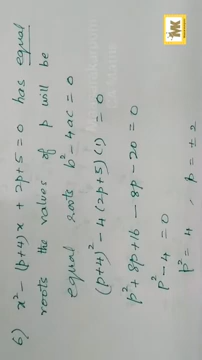 MK
6) x² - (p+4)x + 2p+5 = 0 has equal
roots the values of p will be
equal roots b² - 4ac = 0
(p+4)² - 4(2p+5)(1) = 0
p² + 8p + 16 - 8p - 20 = 0
p² - 4 = 0
p² = 4 , p = ± 2